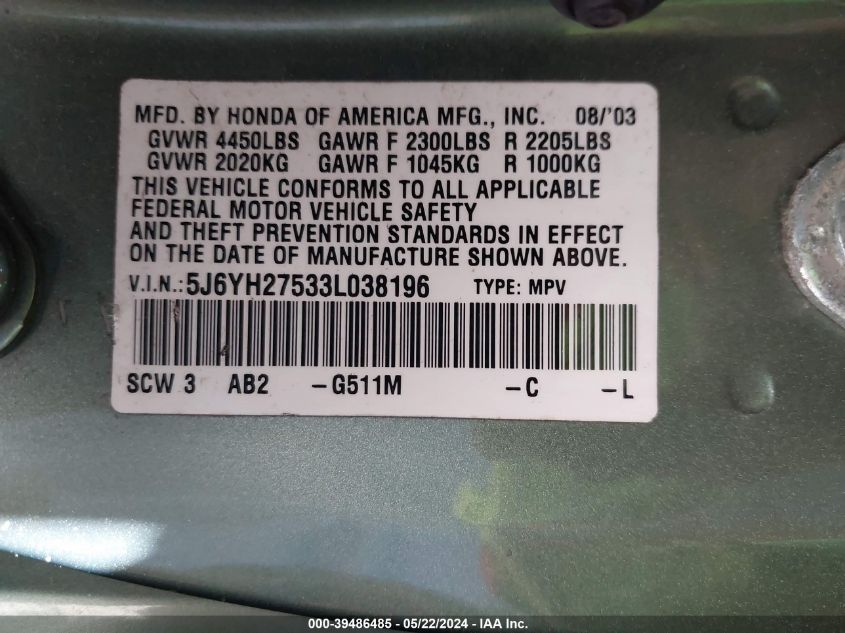 MFD. BY HONDA OF AMERICA MFG., INC. 08/'03
GVWR 4450LBS GAWR F 2300LBS R 2205LBS
GVWR 2020KG GAWR F 1045KG R 1000KG
THIS VEHICLE CONFORMS TO ALL APPLICABLE
FEDERAL MOTOR VEHICLE SAFETY
AND THEFT PREVENTION STANDARDS IN EFFECT
ON THE DATE OF MANUFACTURE SHOWN ABOVE.
V.I.N.:5J6YH27533L038196 TYPE: MPV
SCW 3 AB2 -G511M -C -L
000-39486485 - 05/22/2024 - IAA Inc.